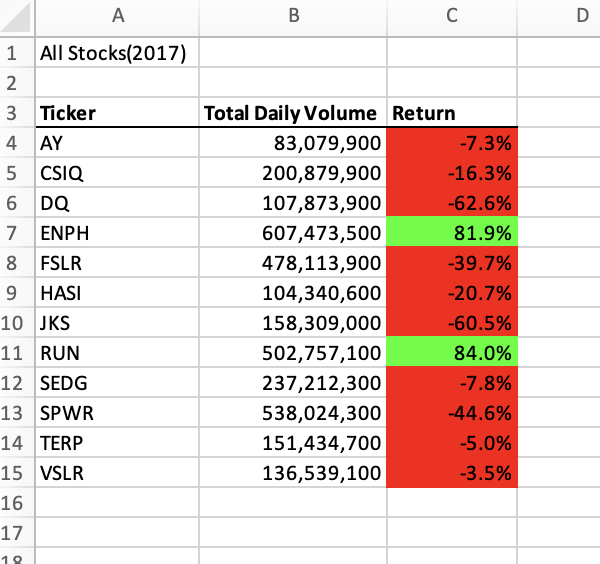 A B C D
1 All Stocks(2017)
2
3 Ticker Total Daily Volume Return
4 AY 83,079,900 -7.3%
5 CSIQ 200,879,900 -16.3%
6 DQ 107,873,900 -62.6%
7 ENPH 607,473,500 81.9%
8 FSLR 478,113,900 -39.7%
9 HASI 104,340,600 -20.7%
10 JKS 158,309,000 -60.5%
11 RUN 502,757,100 84.0%
12 SEDG 237,212,300 -7.8%
13 SPWR 538,024,300 -44.6%
14 TERP 151,434,700 -5.0%
15 VSLR 136,539,100 -3.5%
16
17
18